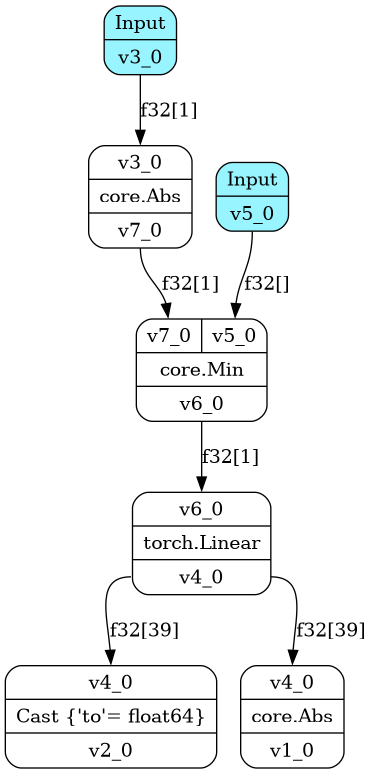 Input
v3_0
f32[1]
v3_0
core.Abs
v7_0
Input
v5_0
f32[1]
f32[]
v7_0 v5_0
core.Min
v6_0
f32[1]
v6_0
torch.Linear
v4_0
f32[39]
f32[39]
v4_0
Cast {'to'= float64}
v2_0
v4_0
core.Abs
v1_0